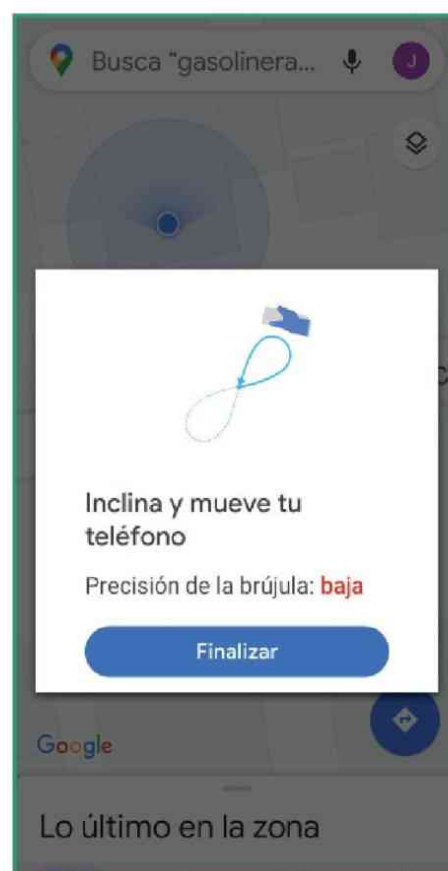 Busca "gasolinera...
J
Inclina y mueve tu
teléfono
Precisión de la brújula: baja
Finalizar
Google
Lo último en la zona